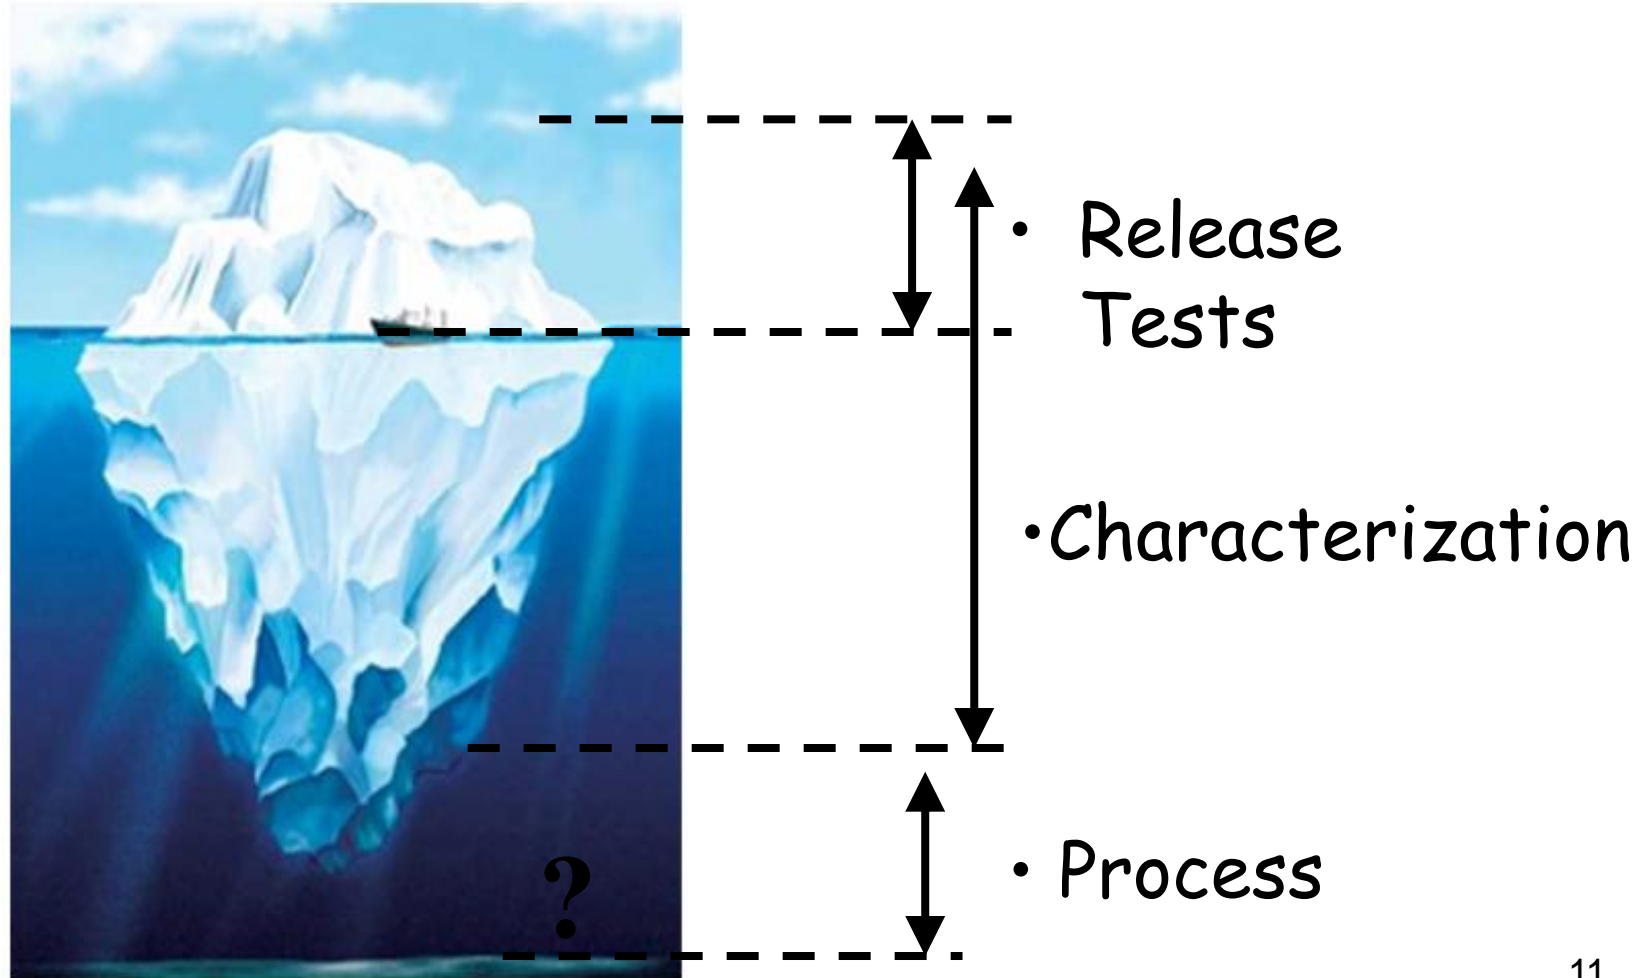 • Release
Tests
•Characterization
?
• Process
11